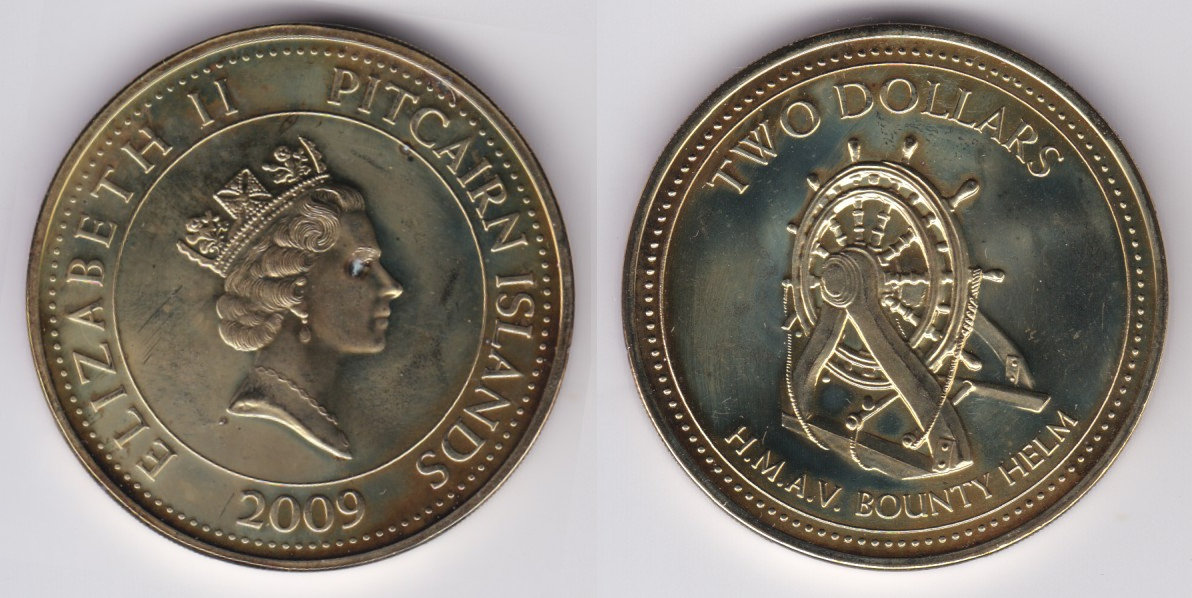 ELIZABETH II PITCAIRN ISLANDS
2009
TWO DOLLARS
H.M.A.V. BOUNTY HELM